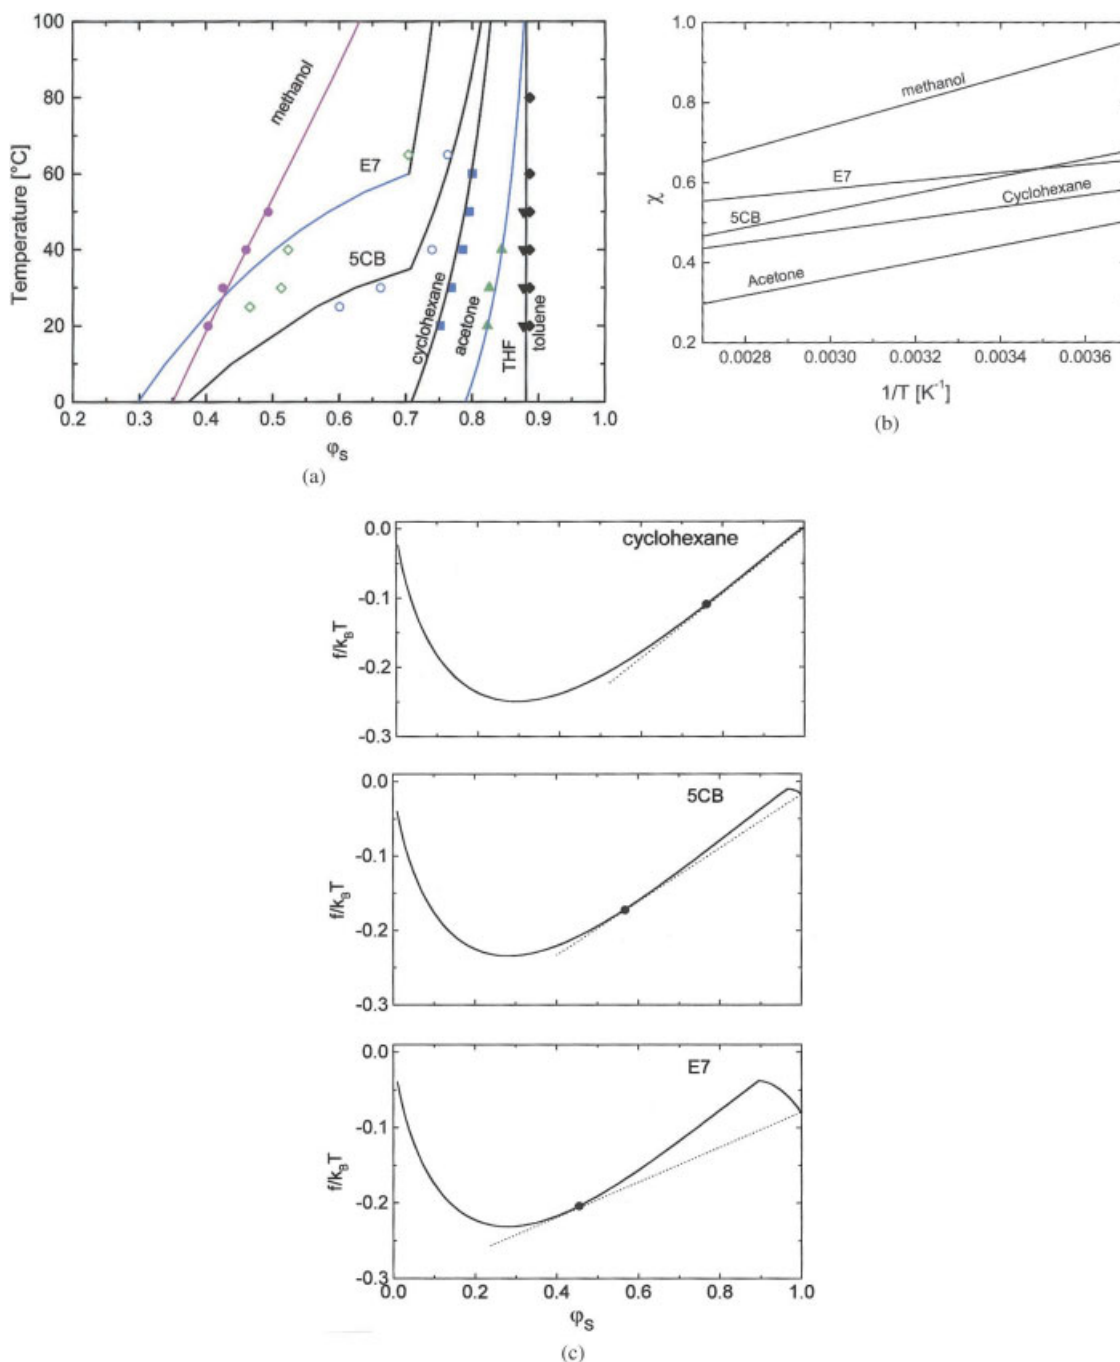 100
80
60
40
20
0
Temperature [°C]
methanol
E7
5CB
cyclohexane
acetone
THF
toluene
0.2 0.3 0.4 0.5 0.6 0.7 0.8 0.9 1.0
φS
(a)
1.0
0.8
0.6
0.4
0.2
χ
methanol
E7
5CB
Cyclohexane
Acetone
0.0028 0.0030 0.0032 0.0034 0.0036
1/T [K⁻¹]
(b)
0.0
-0.1
-0.2
-0.3
f/kBT
cyclohexane
0.0
-0.1
-0.2
-0.3
f/kBT
5CB
0.0
-0.1
-0.2
-0.3
f/kBT
E7
0.0 0.2 0.4 0.6 0.8 1.0
φS
(c)